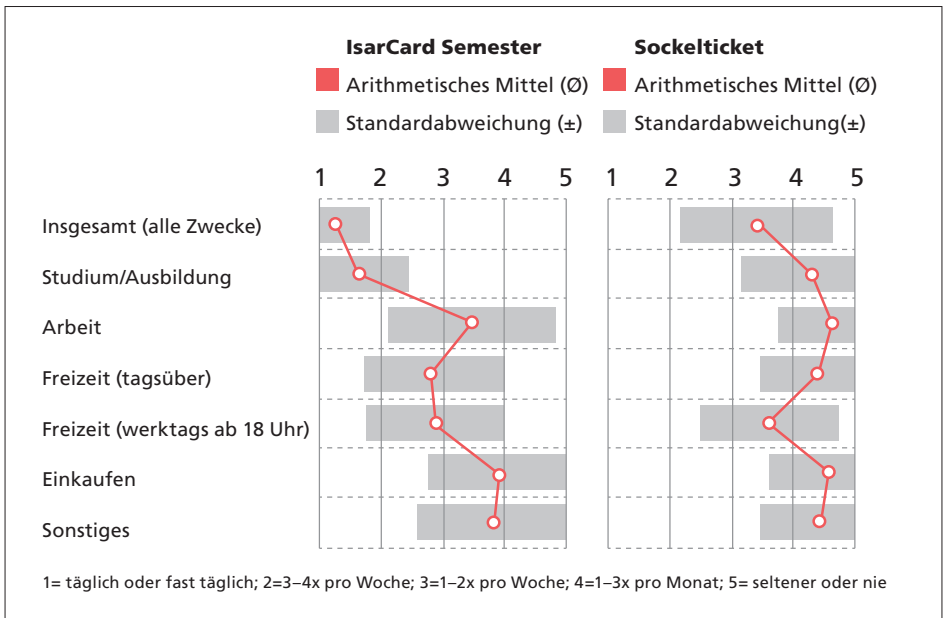 IsarCard Semester
Sockelticket
Arithmetisches Mittel (Ø)
Arithmetisches Mittel (Ø)
Standardabweichung (±)
Standardabweichung(±)
1 2 3 4 5
1 2 3 4 5
Insgesamt (alle Zwecke)
Studium/Ausbildung
Arbeit
Freizeit (tagsüber)
Freizeit (werktags ab 18 Uhr)
Einkaufen
Sonstiges
1= täglich oder fast täglich; 2=3–4x pro Woche; 3=1–2x pro Woche; 4=1–3x pro Monat; 5= seltener oder nie